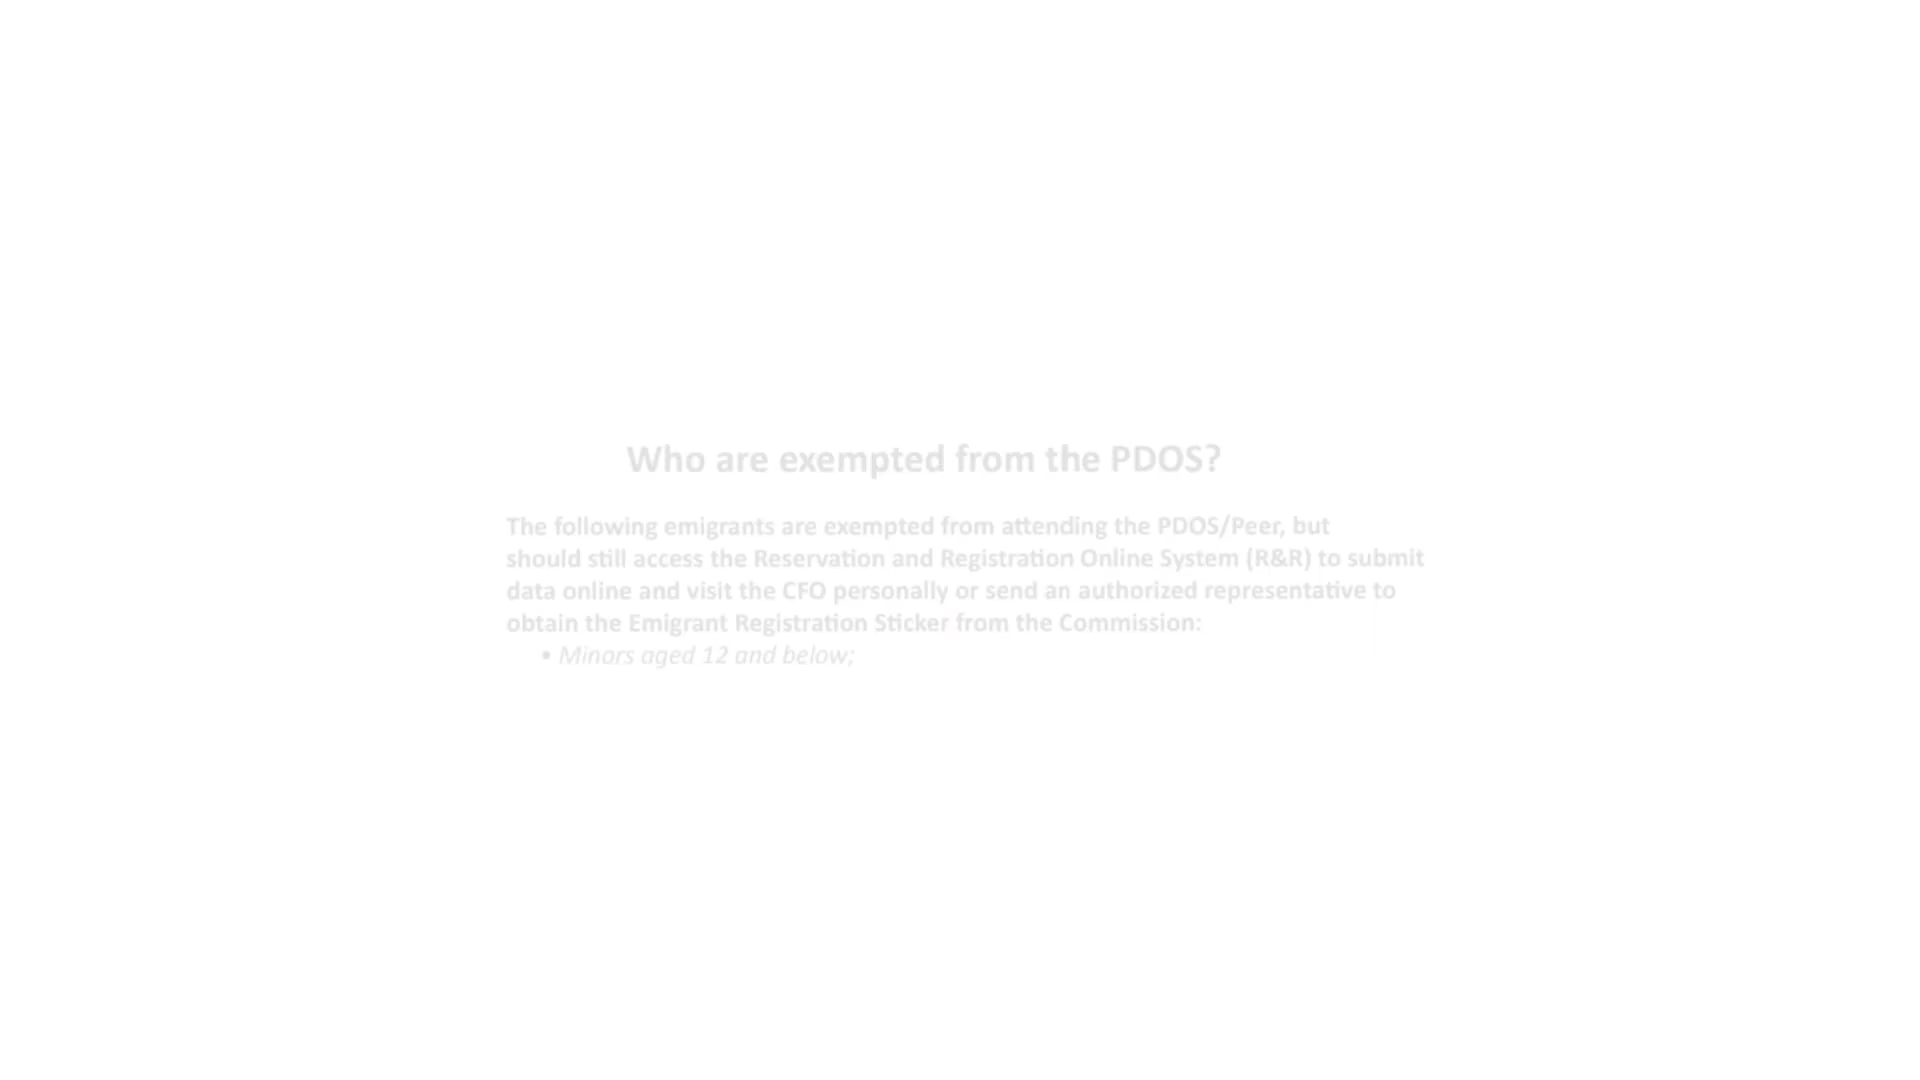 Who are exempted from the PDOS?
The following emigrants are exempted from attending the PDOS/Peer, but
should still access the Reservation and Registration Online System (R&R) to submit
data online and visit the CFO personally or send an authorized representative to
obtain the Emigrant Registration Sticker from the Commission:
• Minors aged 12 and below;